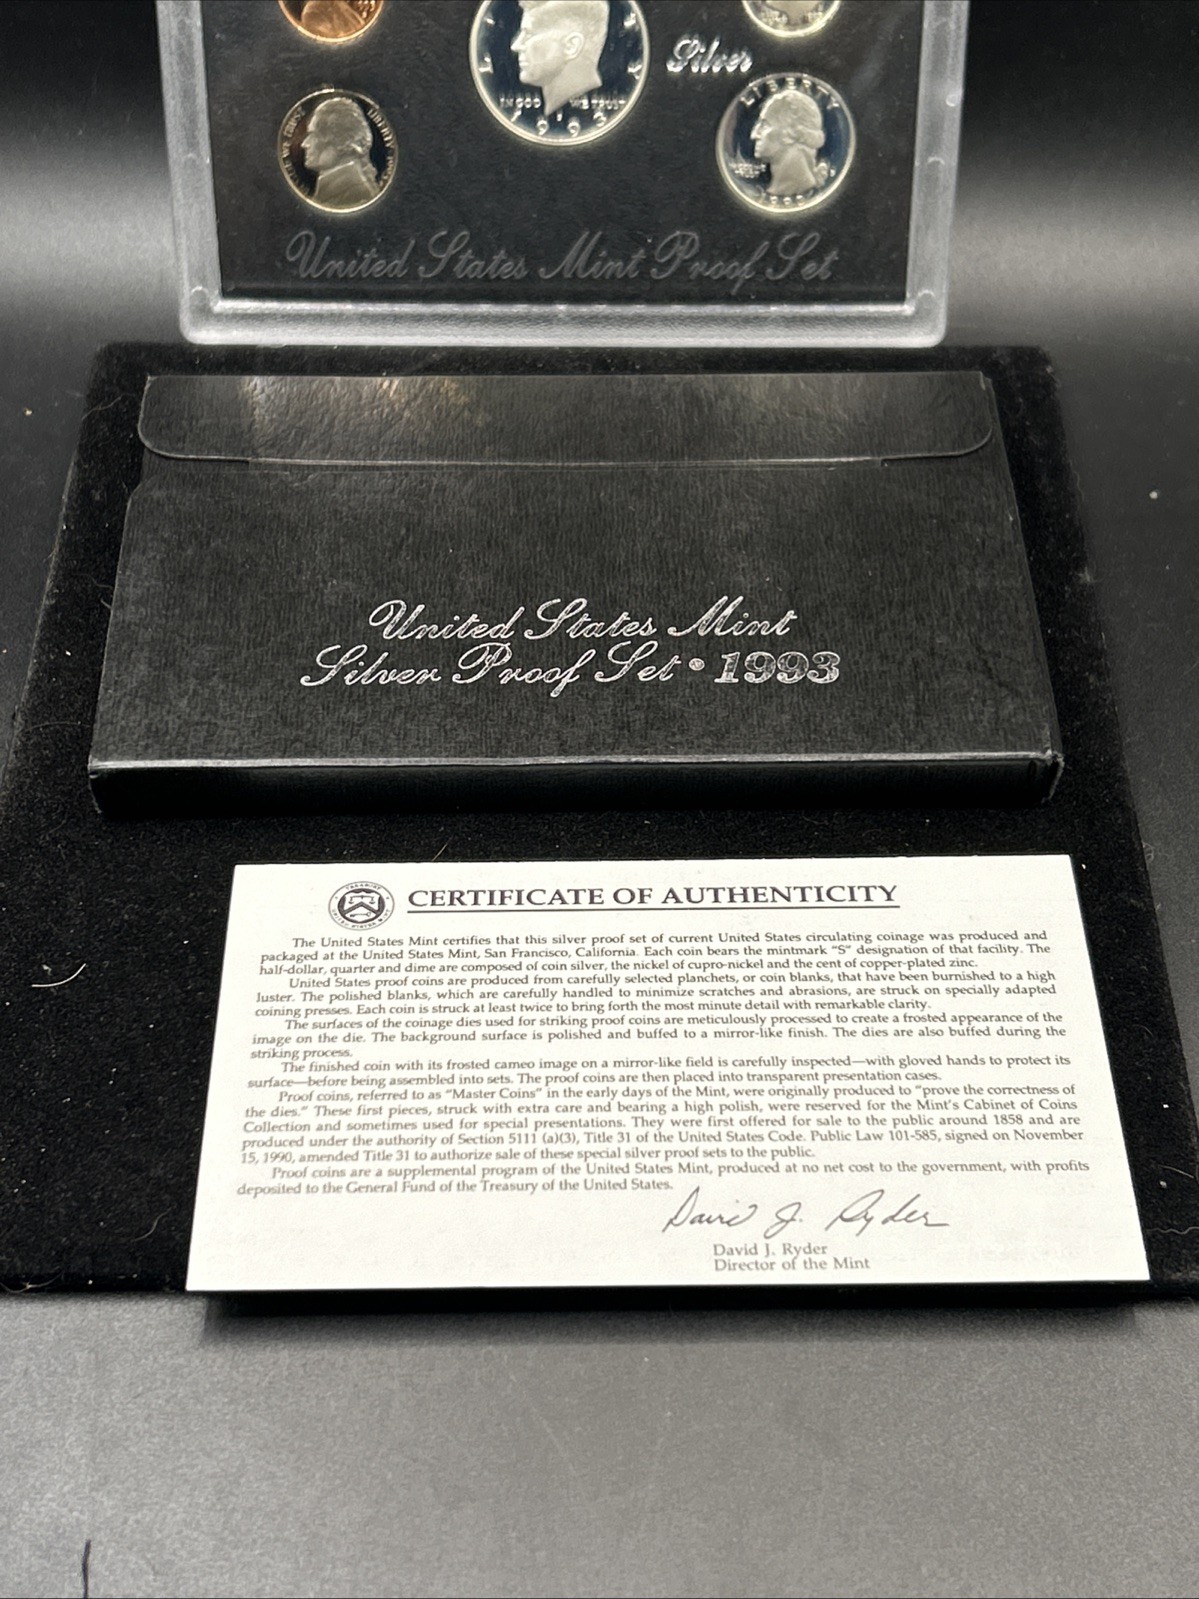 Silver
IN GOD WE TRUST
1993
LIBERTY
LIBERTY 1993
United States Mint Proof Set
United States Mint
Silver Proof Set • 1993
CERTIFICATE OF AUTHENTICITY
The United States Mint certifies that this silver proof set of current United States circulating coinage was produced and
packaged at the United States Mint, San Francisco, California. Each coin bears the mintmark "S" designation of that facility. The
half-dollar, quarter and dime are composed of coin silver, the nickel of cupro-nickel and the cent of copper-plated zinc.
United States proof coins are produced from carefully selected planchets, or coin blanks, that have been burnished to a high
luster. The polished blanks, which are carefully handled to minimize scratches and abrasions, are struck on specially adapted
coining presses. Each coin is struck at least twice to bring forth the most minute detail with remarkable clarity.
The surfaces of the coinage dies used for striking proof coins are meticulously processed to create a frosted appearance of the
image on the die. The background surface is polished and buffed to a mirror-like finish. The dies are also buffed during the
striking process.
The finished coin with its frosted cameo image on a mirror-like field is carefully inspected—with gloved hands to protect its
surface—before being assembled into sets. The proof coins are then placed into transparent presentation cases.
Proof coins, referred to as "Master Coins" in the early days of the Mint, were originally produced to "prove the correctness of
the dies." These first pieces, struck with extra care and bearing a high polish, were reserved for the Mint's Cabinet of Coins
Collection and sometimes used for special presentations. They were first offered for sale to the public around 1858 and are
produced under the authority of Section 5111 (a)(3), Title 31 of the United States Code. Public Law 101-585, signed on November
15, 1990, amended Title 31 to authorize sale of these special silver proof sets to the public.
Proof coins are a supplemental program of the United States Mint, produced at no net cost to the government, with profits
deposited to the General Fund of the Treasury of the United States.
David J. Ryder
David J. Ryder
Director of the Mint